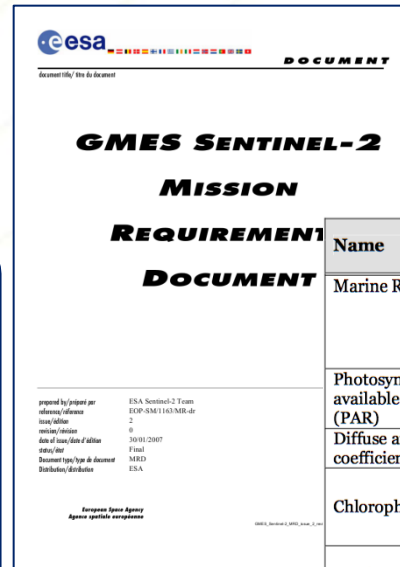 esa
DOCUMENT
document title/ titre du document
GMES SENTINEL-2
MISSION
REQUIREMENT
DOCUMENT
prepared by/préparé par ESA Sentinel-2 Team
reference/référence EOP-SM/1163/MR-dr
issue/édition 2
revision/révision 0
date of issue/date d'édition 30/01/2007
status/état Final
Document type/type de document MRD
Distribution/distribution ESA
European Space Agency
Agence spatiale européenne
Name
Marine R
Photosyn
available
(PAR)
Diffuse a
coefficien
Chloroph